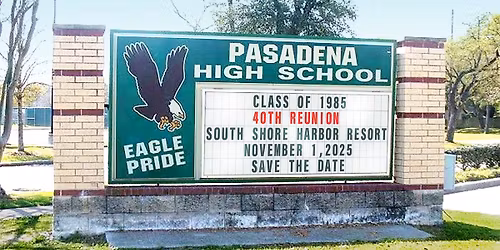 PASADENA
HIGH SCHOOL
EAGLE
PRIDE
CLASS OF 1985
40TH REUNION
SOUTH SHORE HARBOR RESORT
NOVEMBER 1,2025
SAVE THE DATE